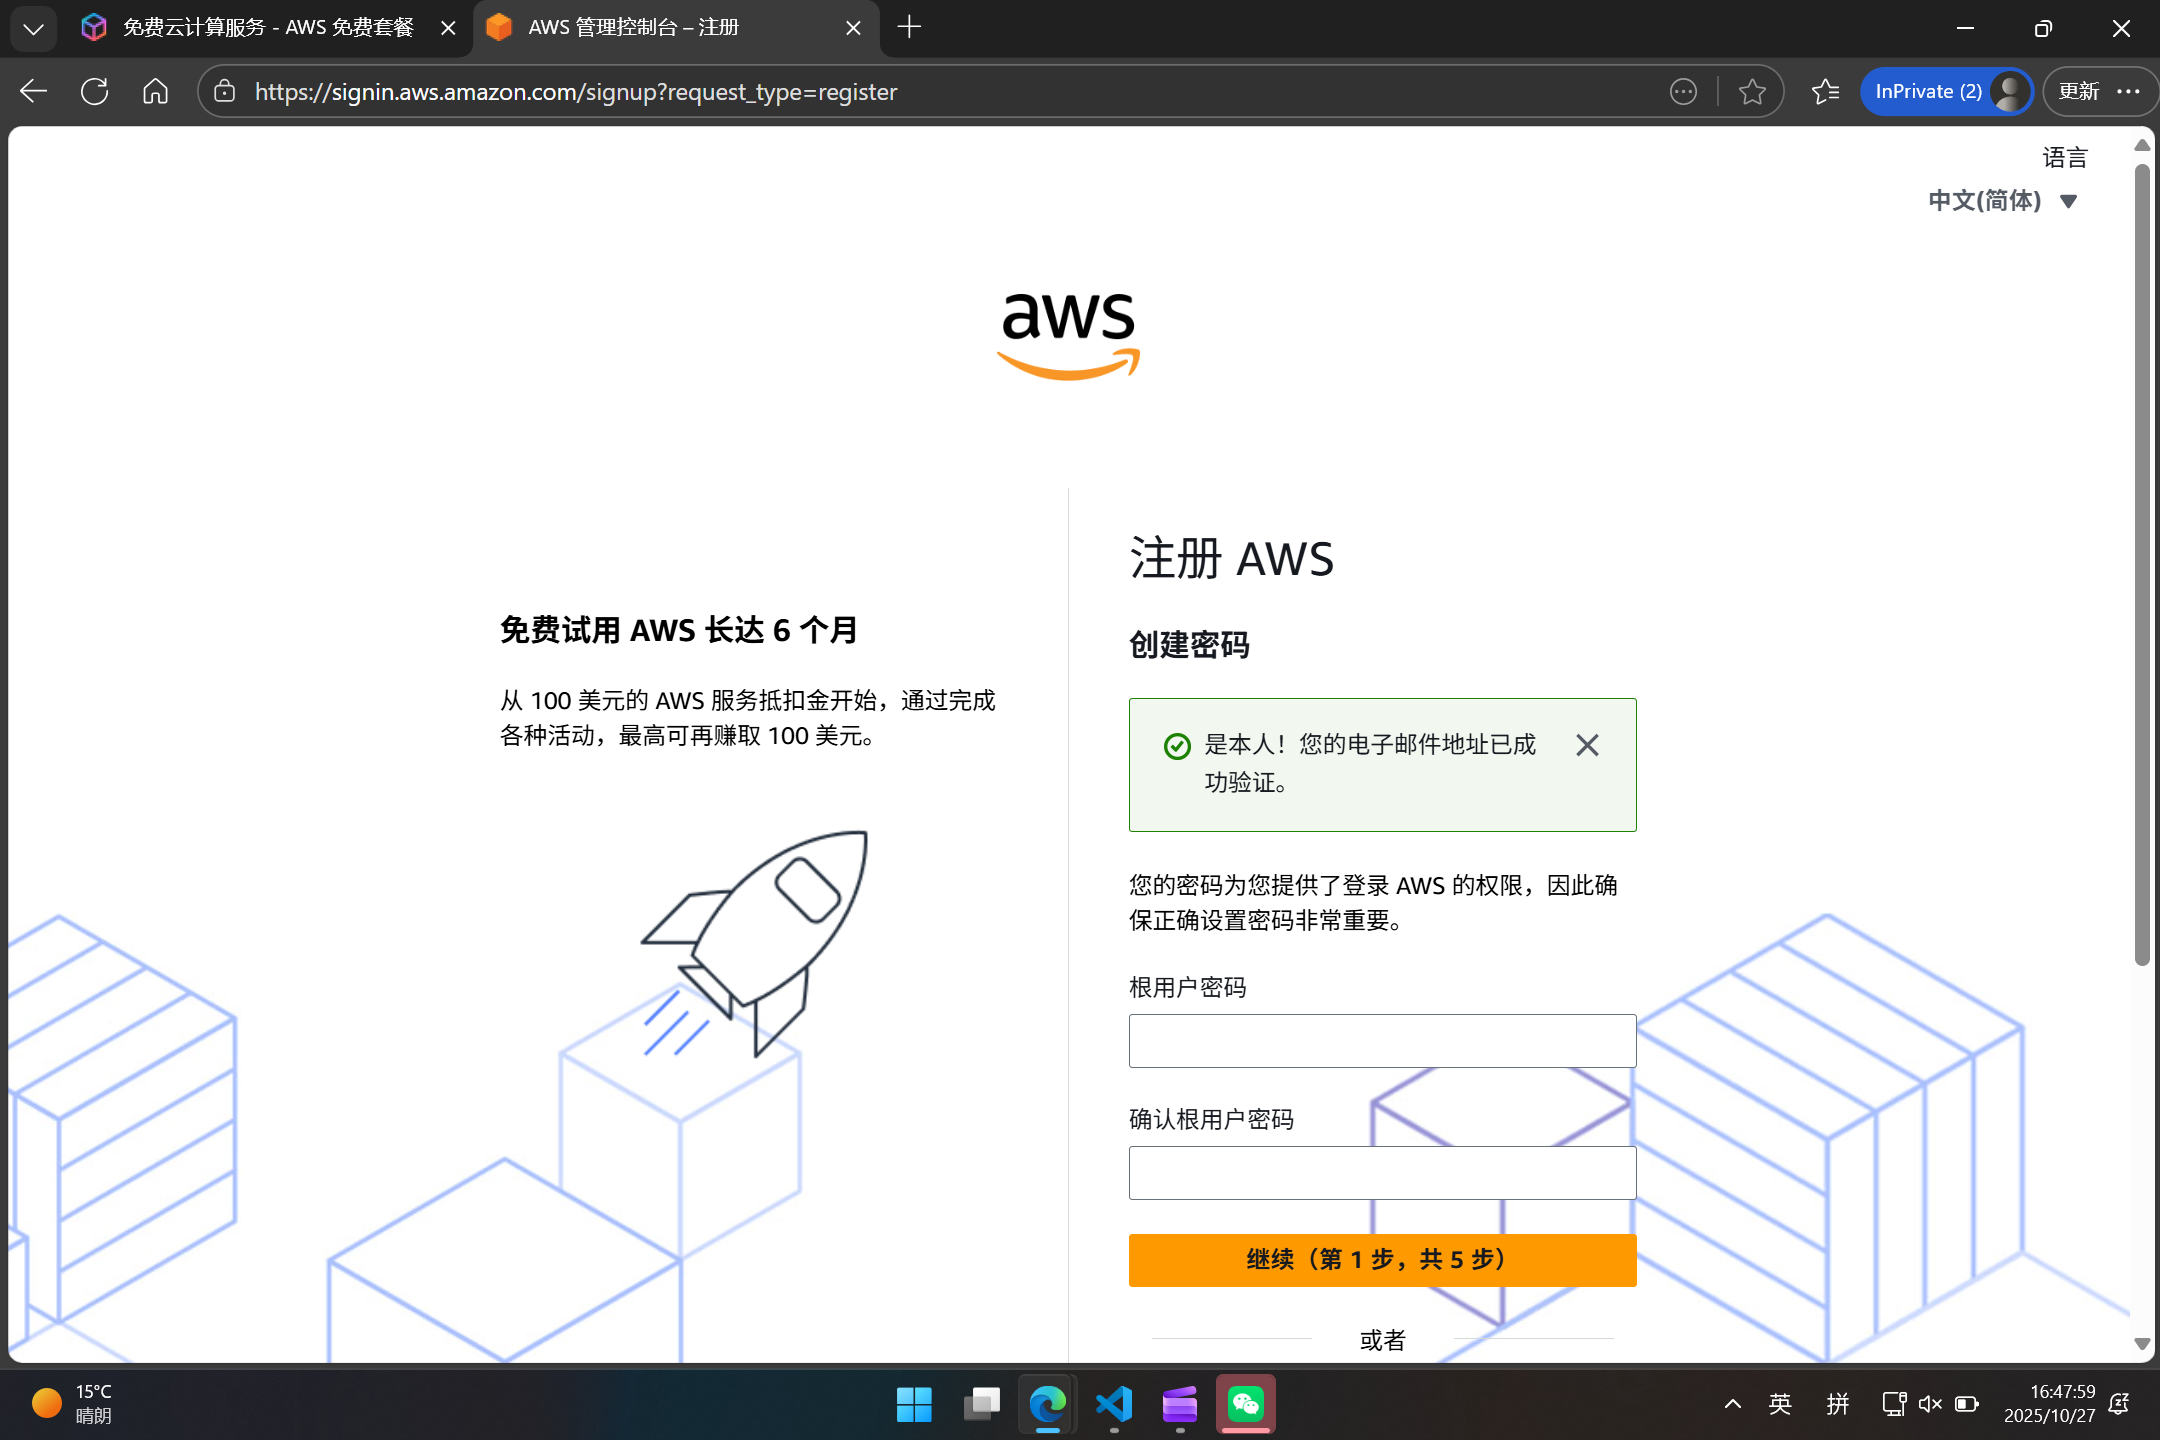 免费云计算服务 - AWS 免费套餐
AWS 管理控制台 – 注册
https://signin.aws.amazon.com/signup?request_type=register
InPrivate (2)
更新
语言
中文(简体)
aws
免费试用 AWS 长达 6 个月
从 100 美元的 AWS 服务抵扣金开始，通过完成
各种活动，最高可再赚取 100 美元。
注册 AWS
创建密码
是本人！您的电子邮件地址已成
功验证。
您的密码为您提供了登录 AWS 的权限，因此确
保正确设置密码非常重要。
根用户密码
确认根用户密码
继续（第 1 步，共 5 步）
或者
15°C
晴朗
英
拼
16:47:59
2025/10/27